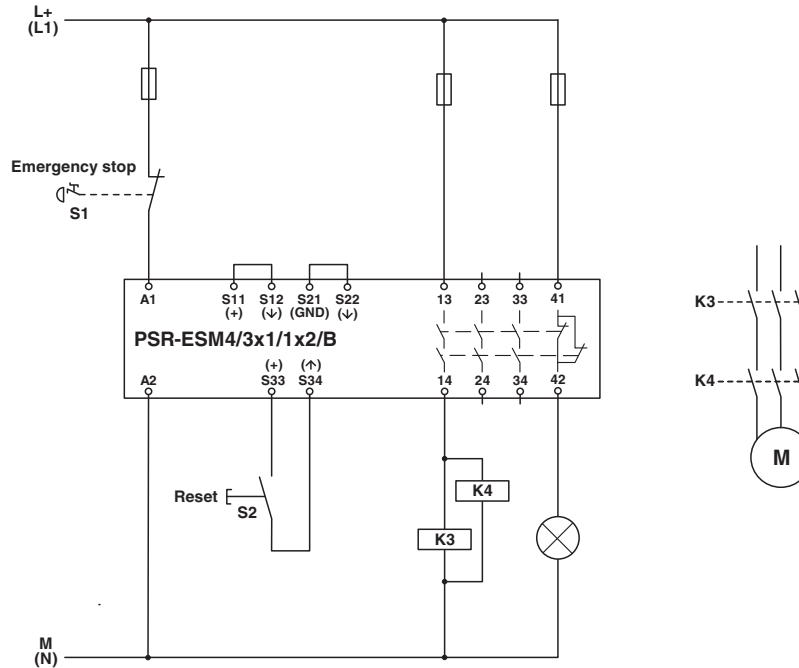 L+
(L1)
Emergency stop
S1
A1
S11
(+)
S12
(↓)
S21
(GND)
S22
(↓)
13
23
33
41
PSR-ESM4/3x1/1x2/B
A2
(+)
S33
(↑)
S34
14
24
34
42
Reset
S2
K4
K3
K3
K4
M
M
(N)